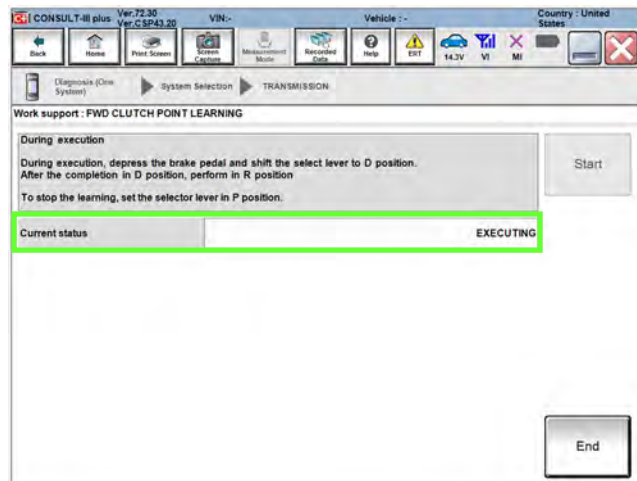 CONSULT-III plus Ver.72.30 VIN:- Vehicle : - Country : United
Ver.CSP43.20 States
Back Home Print Screen Screen Capture Measurement Mode Recorded Data Help ERT 14.3V VI MI
Diagnosis (One System) System Selection TRANSMISSION
Work support : FWD CLUTCH POINT LEARNING
During execution
During execution, depress the brake pedal and shift the select lever to D position.
After the completion in D position, perform in R position
To stop the learning, set the selector lever in P position.
Start
Current status EXECUTING
End